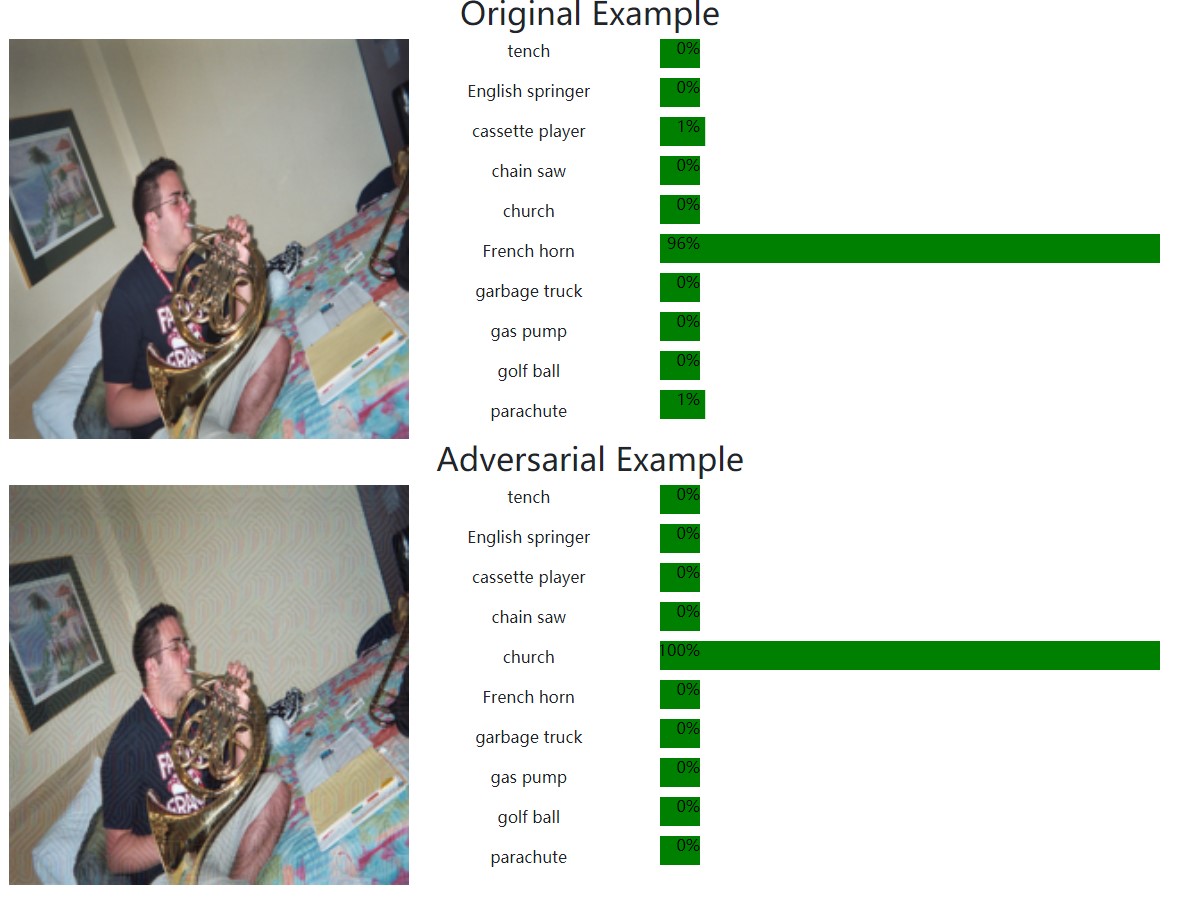 Original Example
tench 0%
English springer 0%
cassette player 1%
chain saw 0%
church 0%
French horn 96%
garbage truck 0%
gas pump 0%
golf ball 0%
parachute 1%
Adversarial Example
tench 0%
English springer 0%
cassette player 0%
chain saw 0%
church 100%
French horn 0%
garbage truck 0%
gas pump 0%
golf ball 0%
parachute 0%